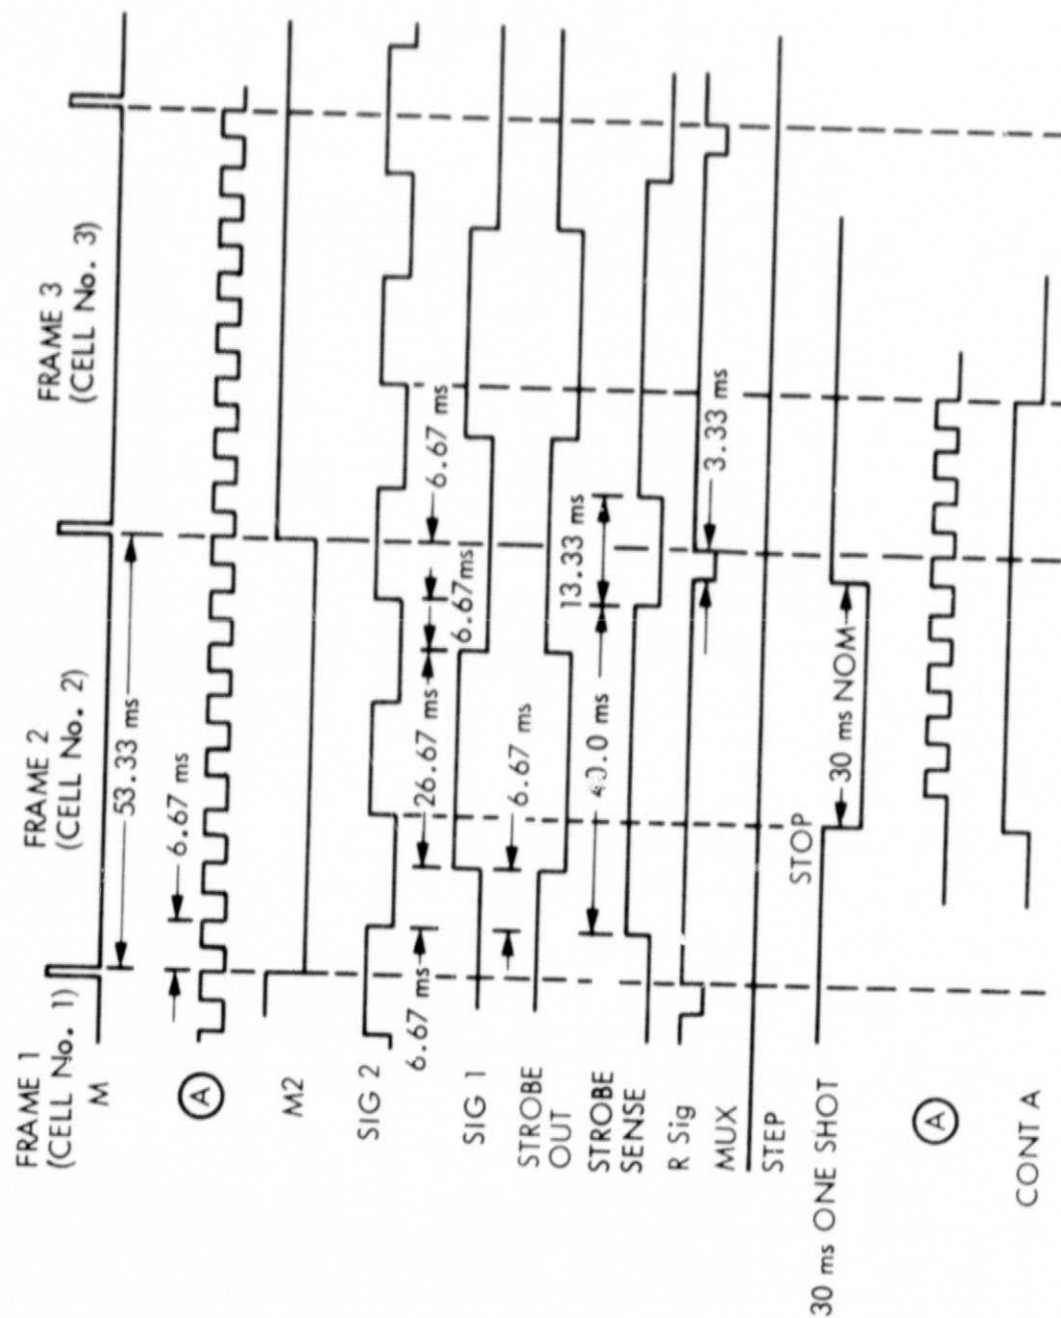 FRAME 1
(CELL No. 1)
FRAME 2
(CELL No. 2)
FRAME 3
(CELL No. 3)
M
53.33 ms
6.67 ms
A
M2
SIG 2
6.67 ms
26.67 ms
6.67ms
6.67 ms
SIG 1
6.67 ms
STROBE
OUT
13.33 ms
STROBE
SENSE
ms
R Sig
3.33 ms
MUX
STEP
STOP
30 ms ONE SHOT
30 ms NOM
A
CONT A